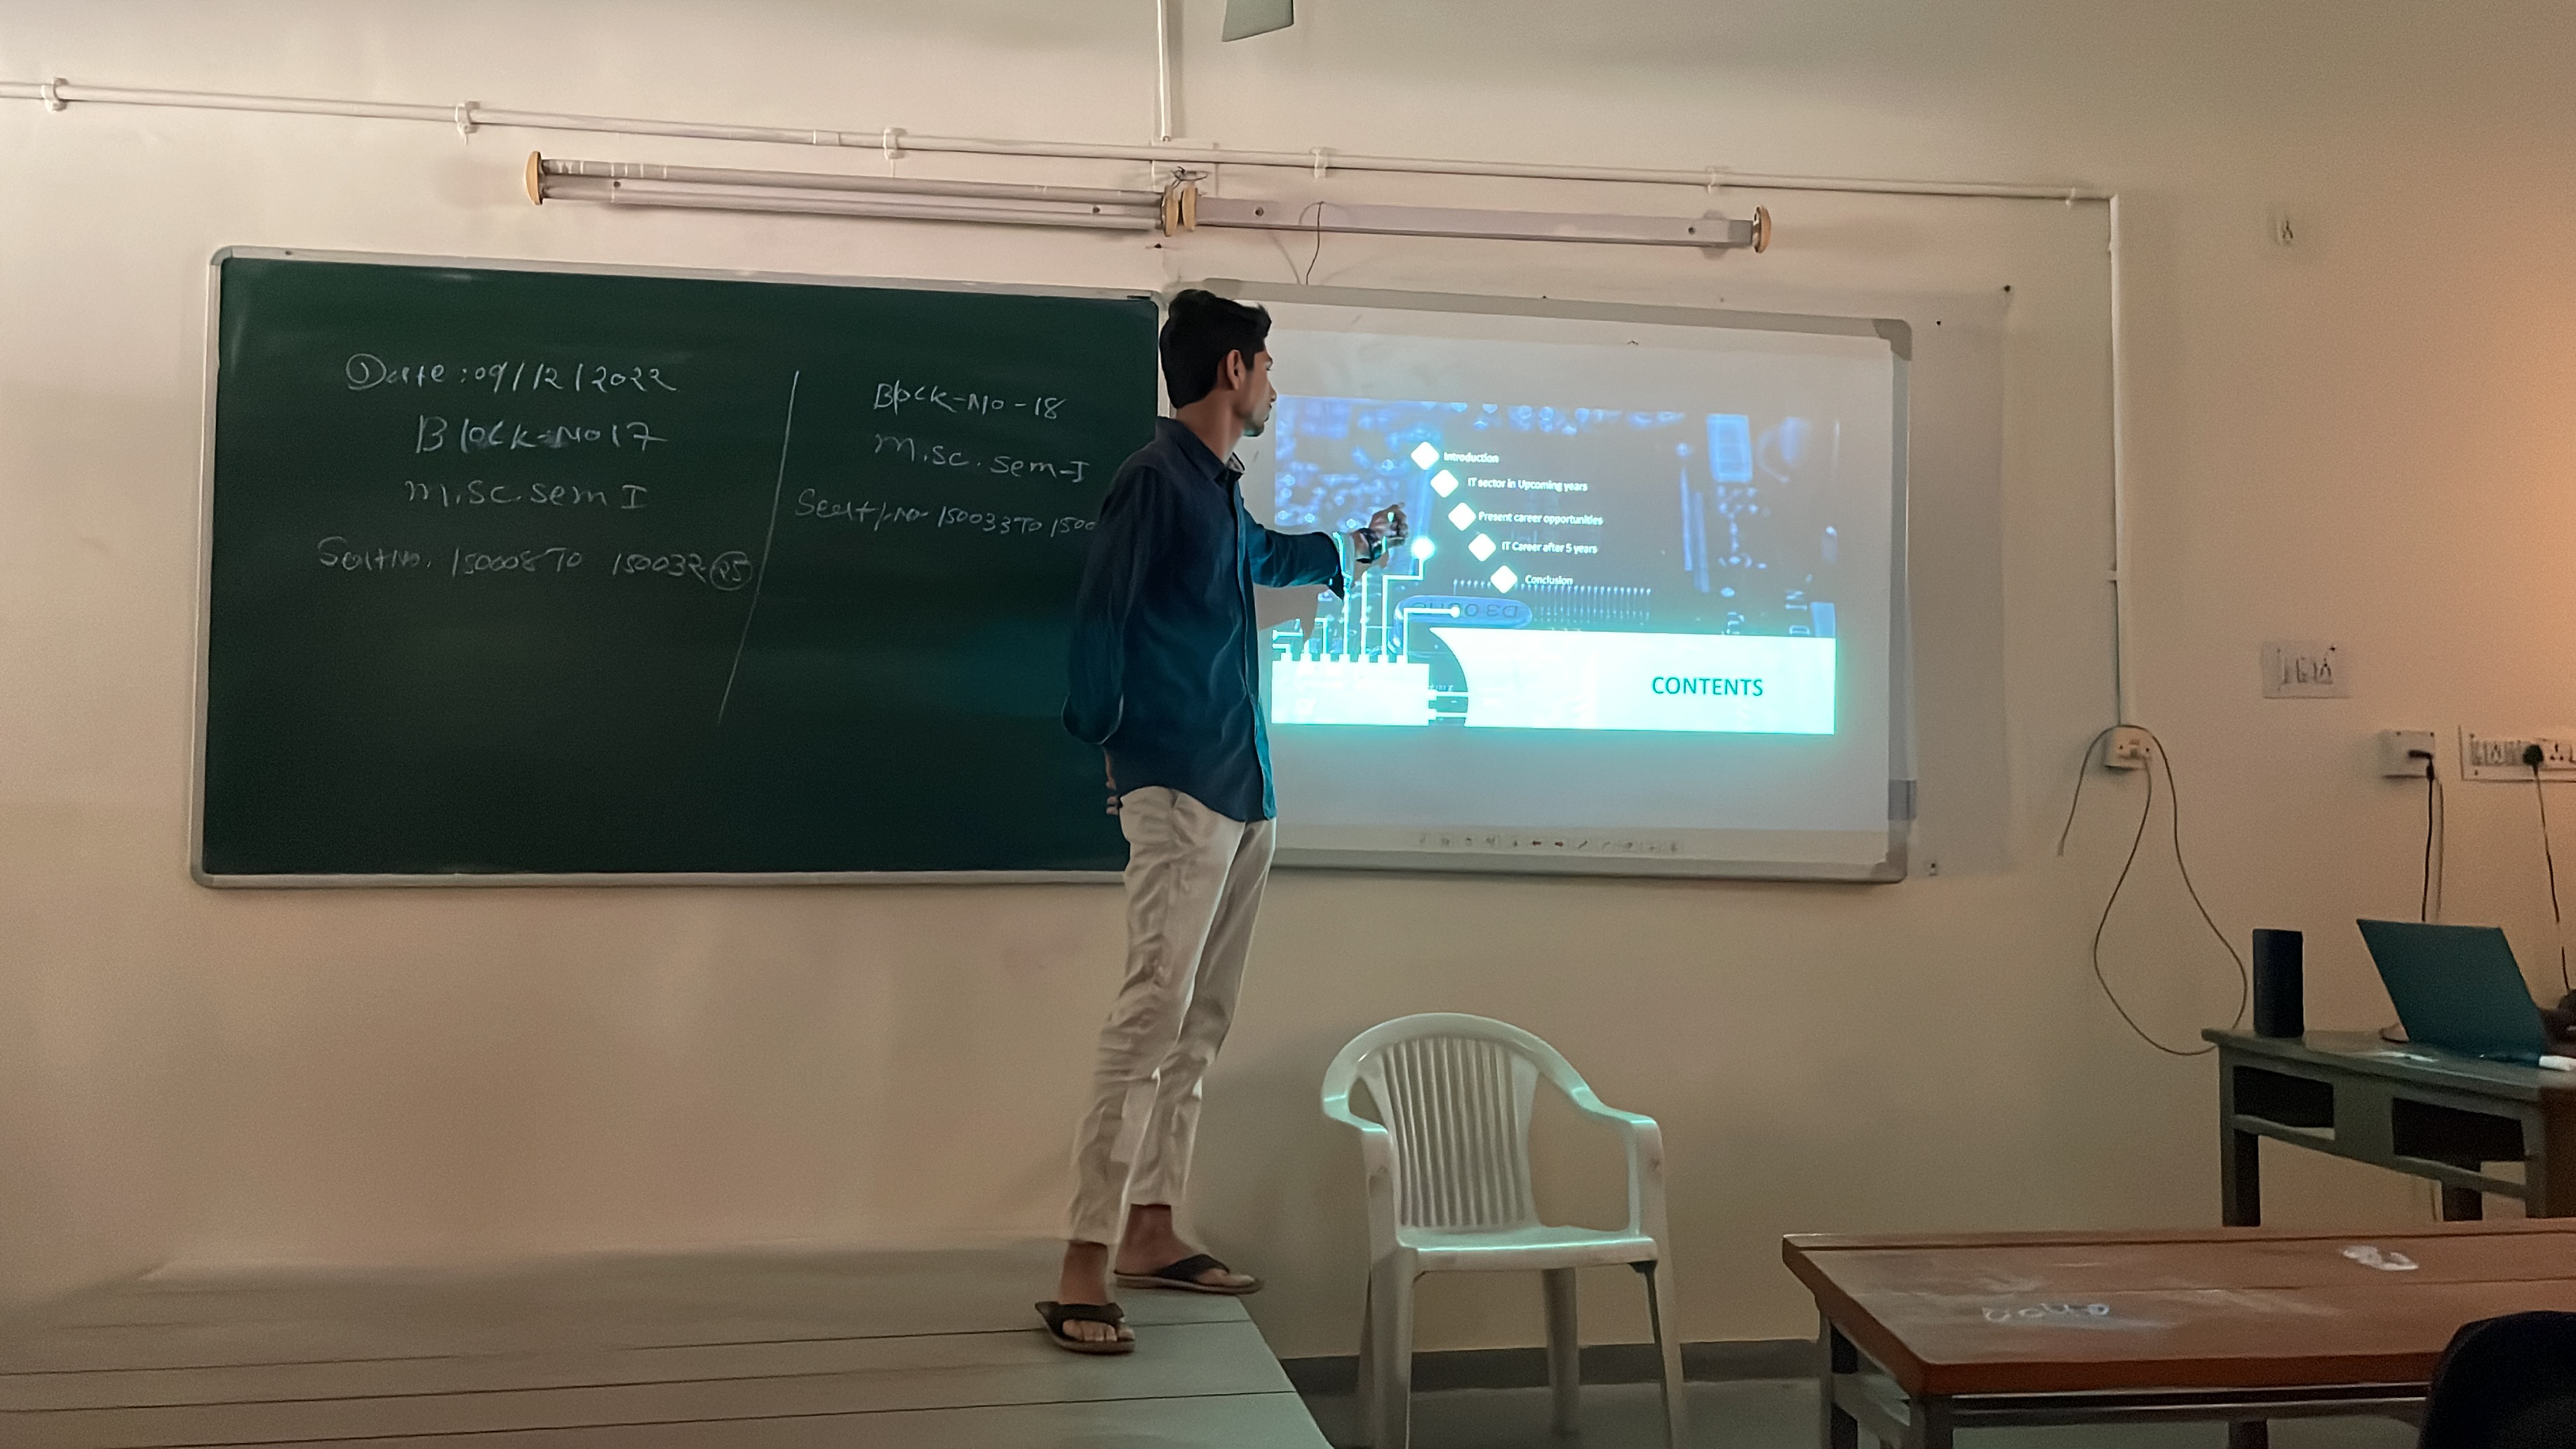 Date : 09/12/2022
Block-No 17
M.Sc. Sem I
Seat No. 150008 TO 150032 25
Block-No-18
M.Sc. Sem-I
Seat No 150033 TO
Introduction
IT sector in Upcoming years
Present career opportunities
IT Career after 5 years
Conclusion
CONTENTS